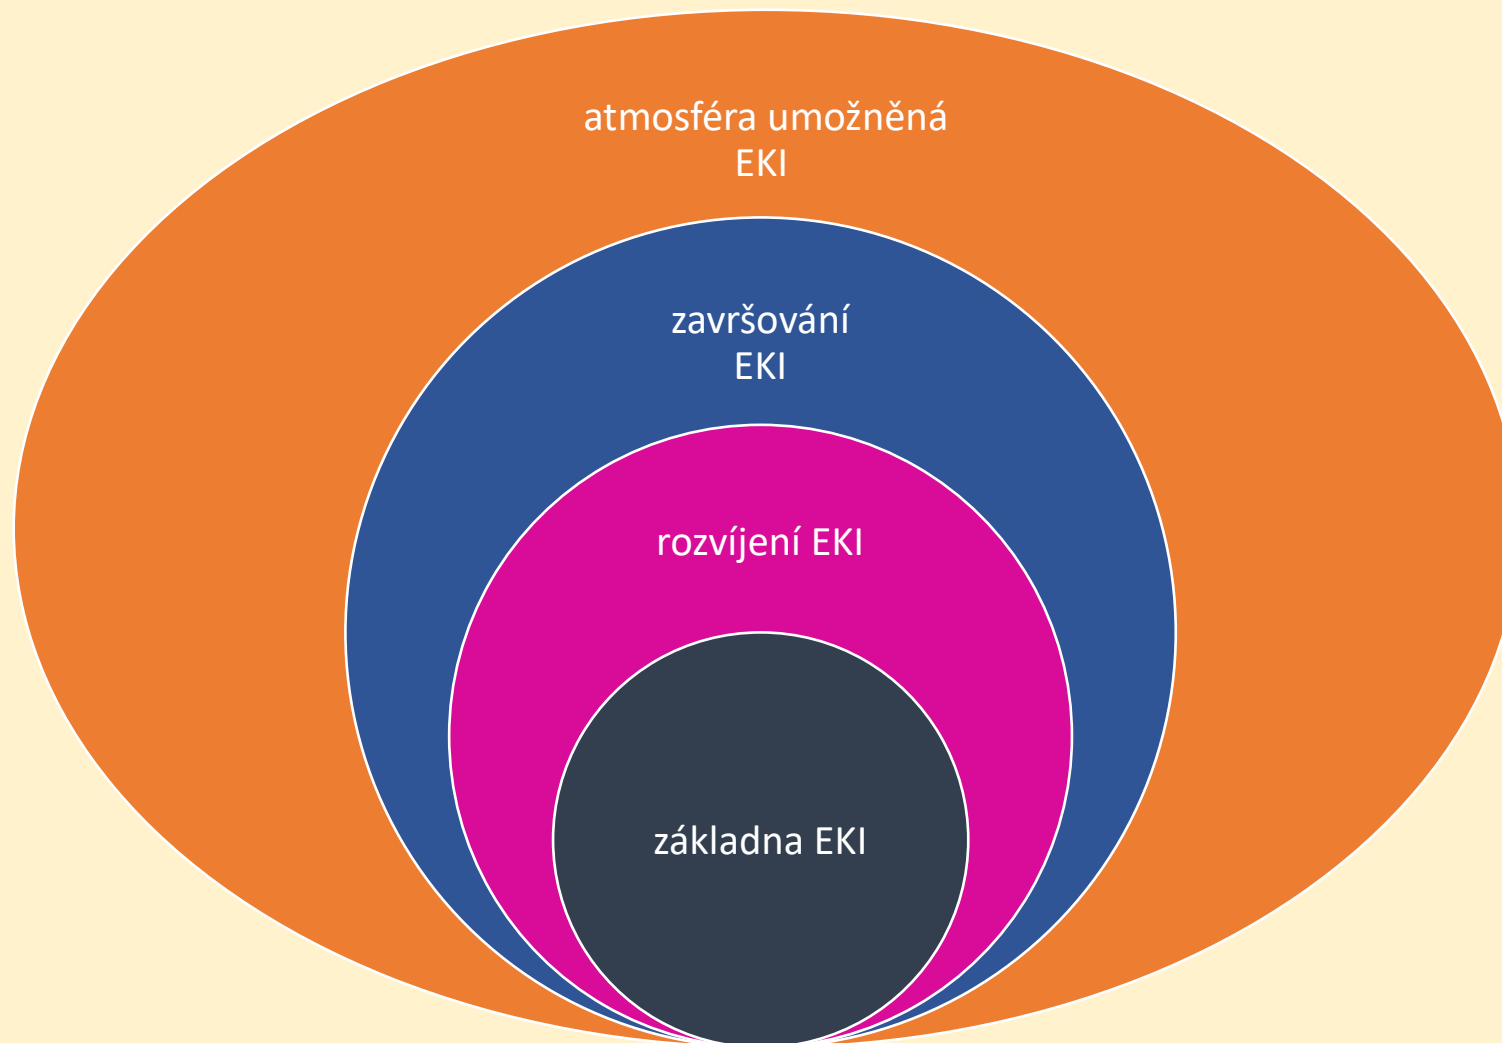 atmosféra umožněná
EKI
završování
EKI
rozvíjení EKI
základna EKI